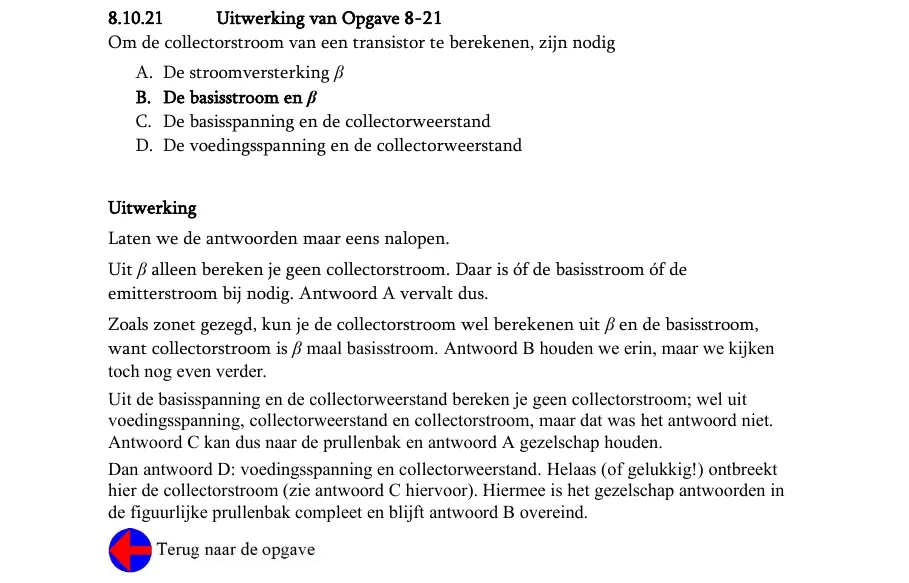 8.10.21 Uitwerking van Opgave 8-21
Om de collectorstroom van een transistor te berekenen, zijn nodig
A. De stroomversterking β
B. De basisstroom en β
C. De basisspanning en de collectorweerstand
D. De voedingsspanning en de collectorweerstand
Uitwerking
Laten we de antwoorden maar eens nalopen.
Uit β alleen bereken je geen collectorstroom. Daar is óf de basisstroom óf de
emitterstroom bij nodig. Antwoord A vervalt dus.
Zoals zonet gezegd, kun je de collectorstroom wel berekenen uit β en de basisstroom,
want collectorstroom is β maal basisstroom. Antwoord B houden we erin, maar we kijken
toch nog even verder.
Uit de basisspanning en de collectorweerstand bereken je geen collectorstroom; wel uit
voedingsspanning, collectorweerstand en collectorstroom, maar dat was het antwoord niet.
Antwoord C kan dus naar de prullenbak en antwoord A gezelschap houden.
Dan antwoord D: voedingsspanning en collectorweerstand. Helaas (of gelukkig!) ontbreekt
hier de collectorstroom (zie antwoord C hiervoor). Hiermee is het gezelschap antwoorden in
de figuurlijke prullenbak compleet en blijft antwoord B overeind.
Terug naar de opgave